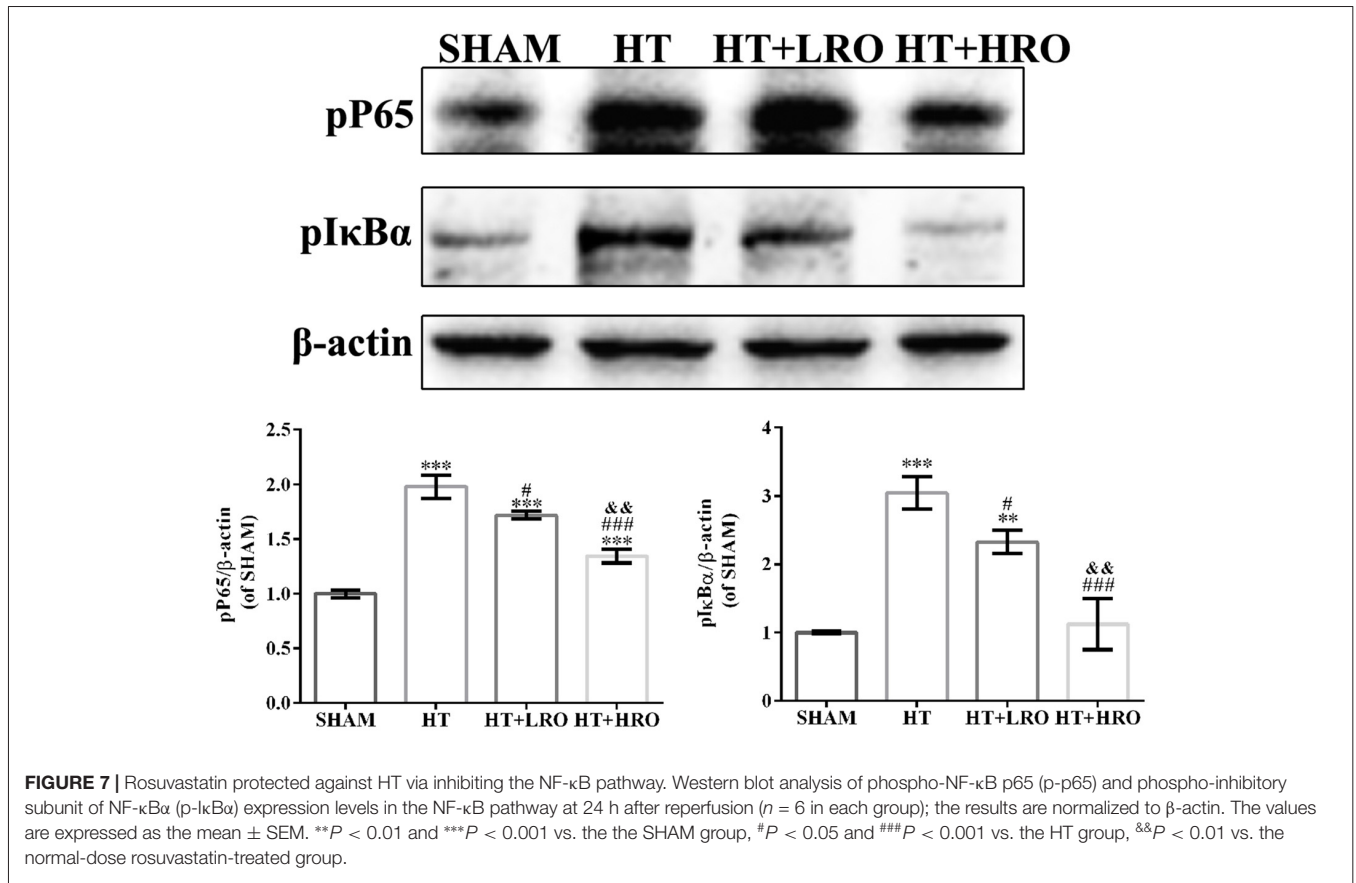 SHAM HT HT+LRO HT+HRO
pP65
pIκBα
β-actin
2.5
2.0
1.5
1.0
0.5
0.0
pP65/β-actin
(of SHAM)
***
#
***
&&
###
***
SHAM HT HT+LRO HT+HRO
4
3
2
1
0
pIκBα/β-actin
(of SHAM)
***
#
**
&&
###
SHAM HT HT+LRO HT+HRO
FIGURE 7 | Rosuvastatin protected against HT via inhibiting the NF-κB pathway. Western blot analysis of phospho-NF-κB p65 (p-p65) and phospho-inhibitory
subunit of NF-κBα (p-IκBα) expression levels in the NF-κB pathway at 24 h after reperfusion (n = 6 in each group); the results are normalized to β-actin. The values
are expressed as the mean ± SEM. **P < 0.01 and ***P < 0.001 vs. the the SHAM group, #P < 0.05 and ###P < 0.001 vs. the HT group, &&P < 0.01 vs. the
normal-dose rosuvastatin-treated group.